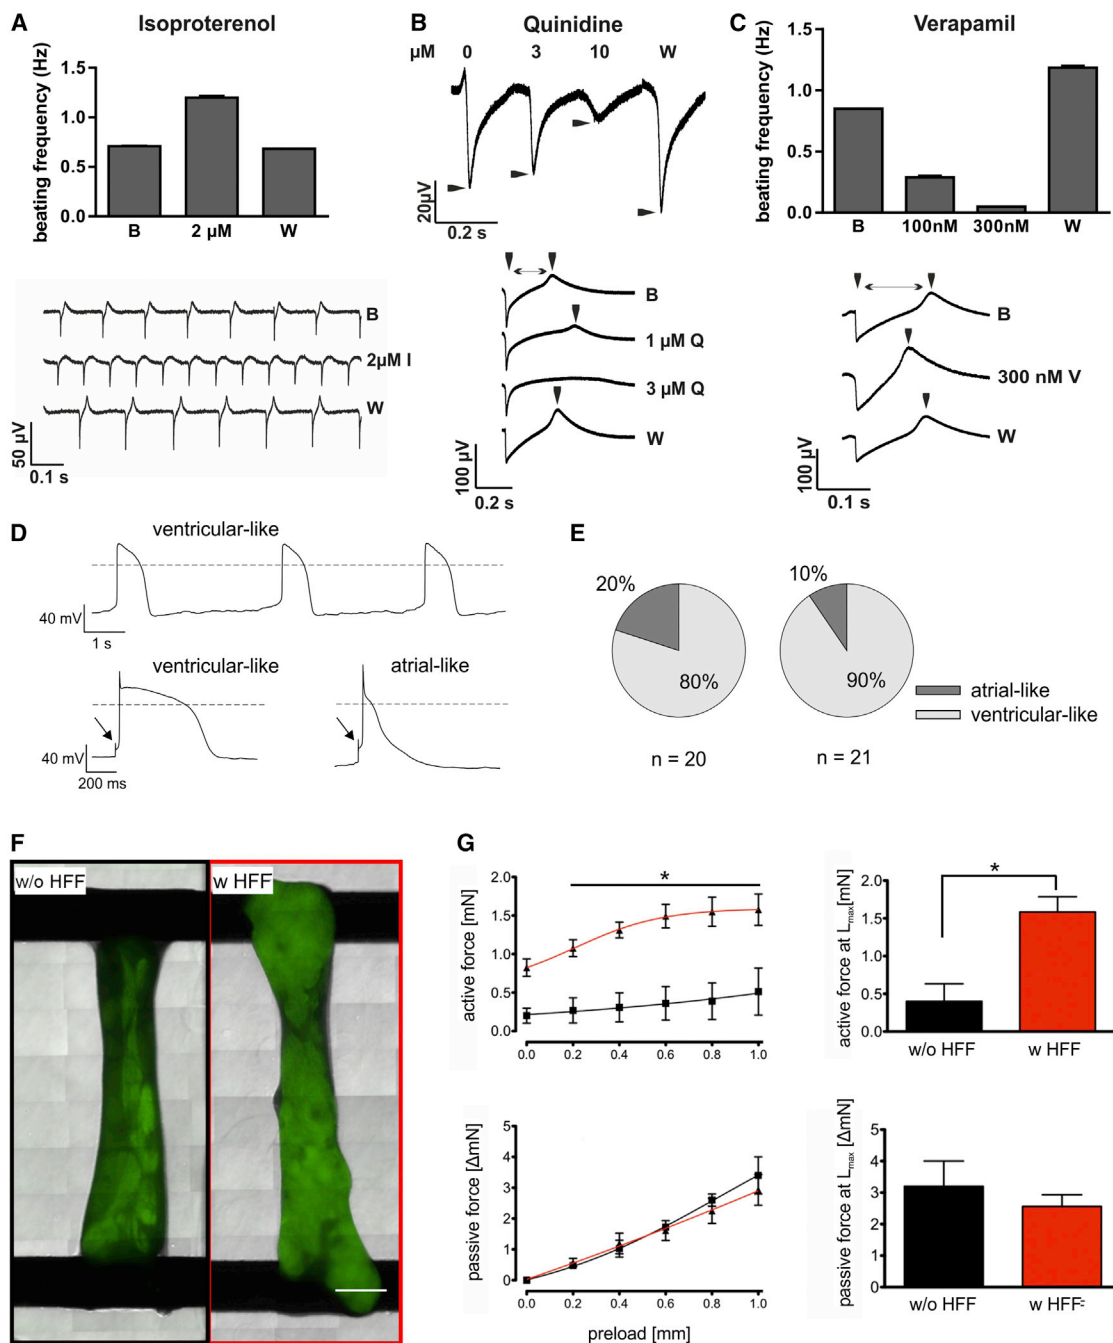 A
Isoproterenol
beating frequency (Hz)
1.5
1.0
0.5
0.0
B
2 µM
W
B
2µM I
W
50 µV
0.1 s
B
Quinidine
µM 0 3 10 W
20µV
0.2 s
B
1 µM Q
3 µM Q
W
100 µV
0.2 s
C
Verapamil
beating frequency (Hz)
1.5
1.0
0.5
0.0
B
100nM
300nM
W
B
300 nM V
W
100 µV
0.1 s
D
ventricular-like
40 mV
1 s
ventricular-like
atrial-like
40 mV
200 ms
E
20%
80%
10%
90%
atrial-like
ventricular-like
n = 20
n = 21
F
w/o HFF
w HFF
G
active force [mN]
2.0
1.5
1.0
0.5
0.0
*
0.0 0.2 0.4 0.6 0.8 1.0
active force at Lmax[mN]
2.0
1.5
1.0
0.5
0.0
*
w/o HFF
w HFF
passive force [ΔmN]
5
4
3
2
1
0
0.0 0.2 0.4 0.6 0.8 1.0
preload [mm]
passive force at Lmax [ΔmN]
5
4
3
2
1
0
w/o HFF
w HFF